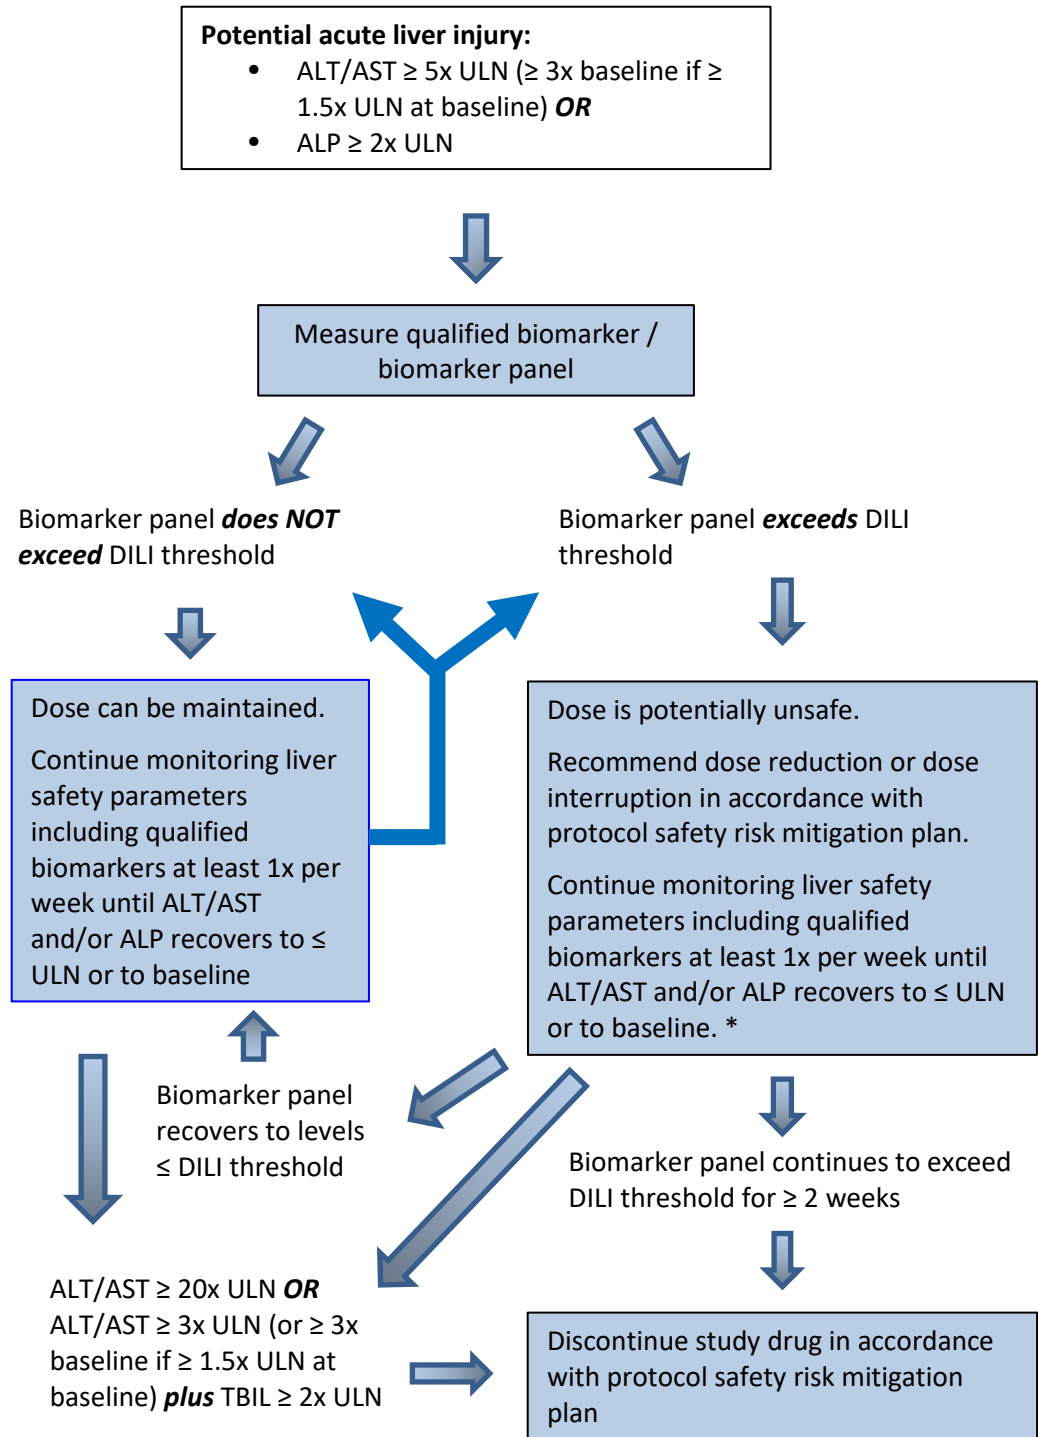 Potential acute liver injury:
• ALT/AST ≥ 5x ULN (≥ 3x baseline if ≥
1.5x ULN at baseline) OR
• ALP ≥ 2x ULN
Measure qualified biomarker /
biomarker panel
Biomarker panel does NOT
exceed DILI threshold
Biomarker panel exceeds DILI
threshold
Dose can be maintained.
Continue monitoring liver
safety parameters
including qualified
biomarkers at least 1x per
week until ALT/AST
and/or ALP recovers to ≤
ULN or to baseline
Dose is potentially unsafe.
Recommend dose reduction or dose
interruption in accordance with
protocol safety risk mitigation plan.
Continue monitoring liver safety
parameters including qualified
biomarkers at least 1x per week until
ALT/AST and/or ALP recovers to ≤ ULN
or to baseline. *
Biomarker panel
recovers to levels
≤ DILI threshold
Biomarker panel continues to exceed
DILI threshold for ≥ 2 weeks
ALT/AST ≥ 20x ULN OR
ALT/AST ≥ 3x ULN (or ≥ 3x
baseline if ≥ 1.5x ULN at
baseline) plus TBIL ≥ 2x ULN
Discontinue study drug in accordance
with protocol safety risk mitigation
plan